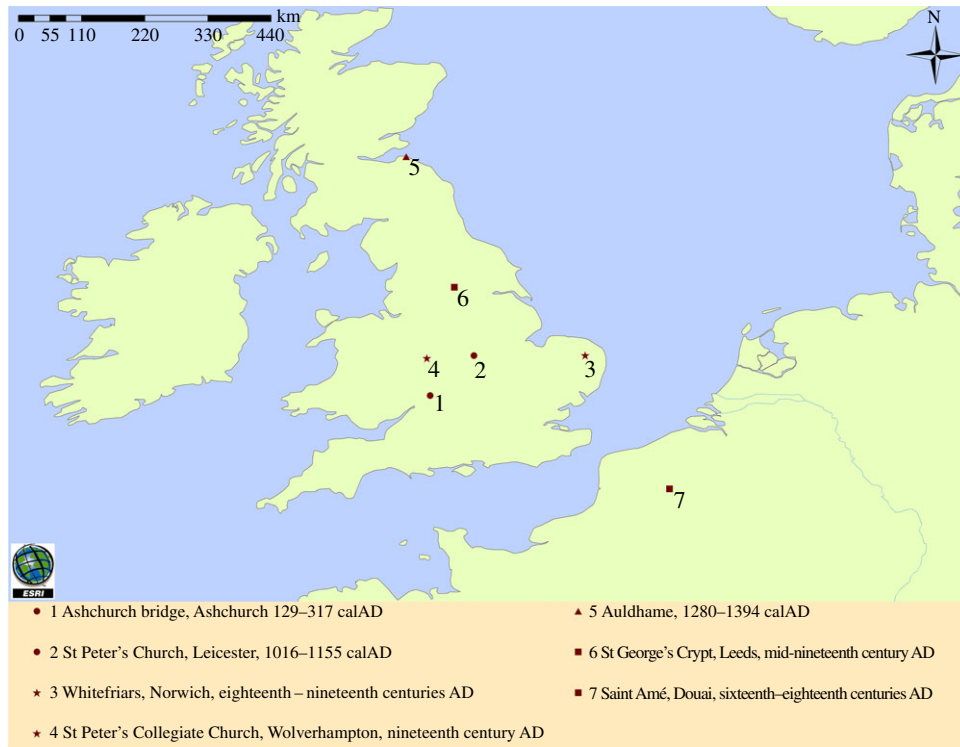 km
0 55 110 220 330 440
N
5
6
4
2
3
1
7
ESRI
1 Ashchurch bridge, Ashchurch 129–317 calAD
2 St Peter's Church, Leicester, 1016–1155 calAD
3 Whitefriars, Norwich, eighteenth – nineteenth centuries AD
4 St Peter's Collegiate Church, Wolverhampton, nineteenth century AD
5 Auldhame, 1280–1394 calAD
6 St George's Crypt, Leeds, mid-nineteenth century AD
7 Saint Amé, Douai, sixteenth–eighteenth centuries AD